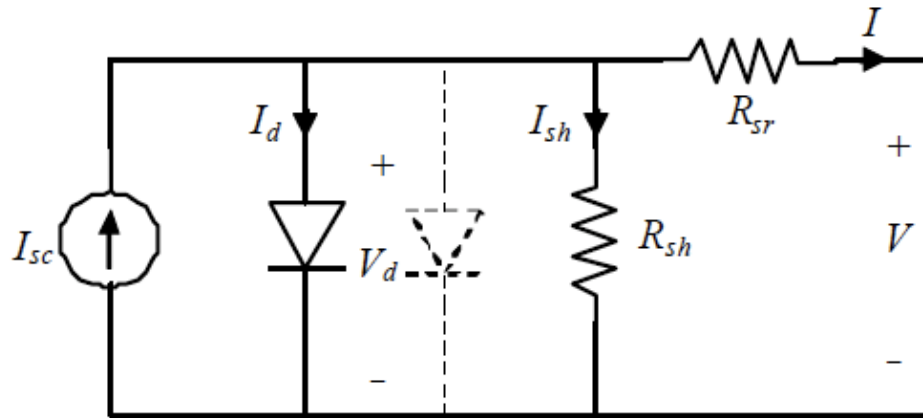 I
I_d
I_sh
R_sr
+
+
I_sc
V_d
R_sh
V
-
-